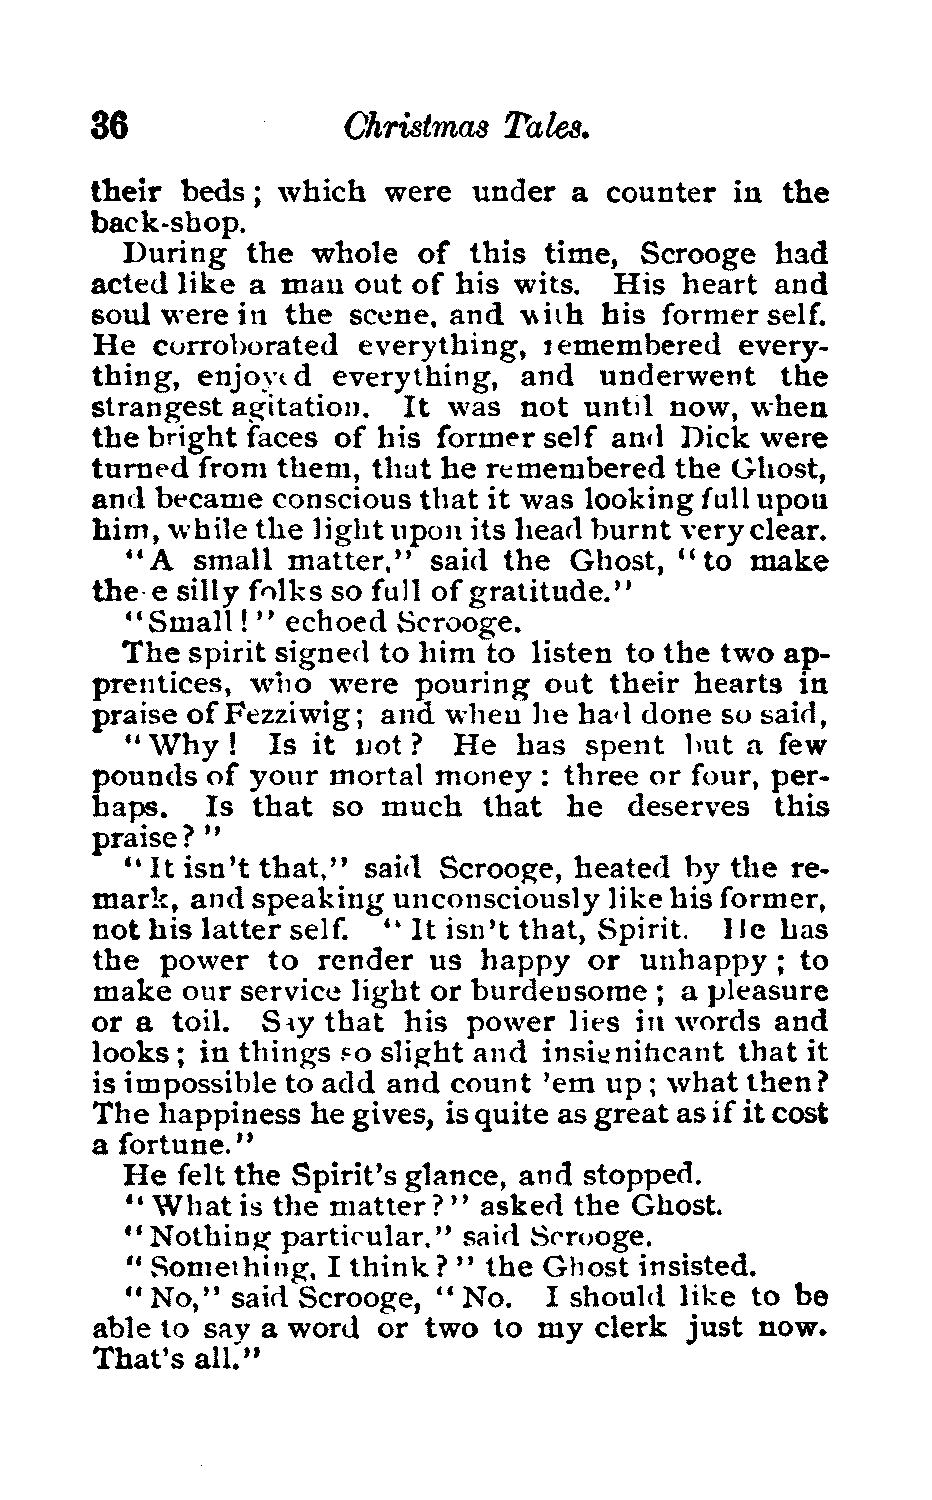 36 Christmas Tales.
their beds; which were under a counter in the
back-shop.
During the whole of this time, Scrooge had
acted like a man out of his wits. His heart and
soul were in the scene, and with his former self.
He corroborated everything, remembered every-
thing, enjoyed everything, and underwent the
strangest agitation. It was not until now, when
the bright faces of his former self and Dick were
turned from them, that he remembered the Ghost,
and became conscious that it was looking full upon
him, while the light upon its head burnt very clear.
"A small matter," said the Ghost, "to make
these silly folks so full of gratitude."
"Small!" echoed Scrooge.
The spirit signed to him to listen to the two ap-
prentices, who were pouring out their hearts in
praise of Fezziwig; and when he had done so said,
"Why! Is it not? He has spent but a few
pounds of your mortal money: three or four, per-
haps. Is that so much that he deserves this
praise?"
"It isn't that," said Scrooge, heated by the re-
mark, and speaking unconsciously like his former,
not his latter self. "It isn't that, Spirit. He has
the power to render us happy or unhappy; to
make our service light or burdensome; a pleasure
or a toil. Say that his power lies in words and
looks; in things so slight and insignificant that it
is impossible to add and count 'em up; what then?
The happiness he gives, is quite as great as if it cost
a fortune."
He felt the Spirit's glance, and stopped.
"What is the matter?" asked the Ghost.
"Nothing particular," said Scrooge.
"Something, I think?" the Ghost insisted.
"No," said Scrooge, "No. I should like to be
able to say a word or two to my clerk just now.
That's all."